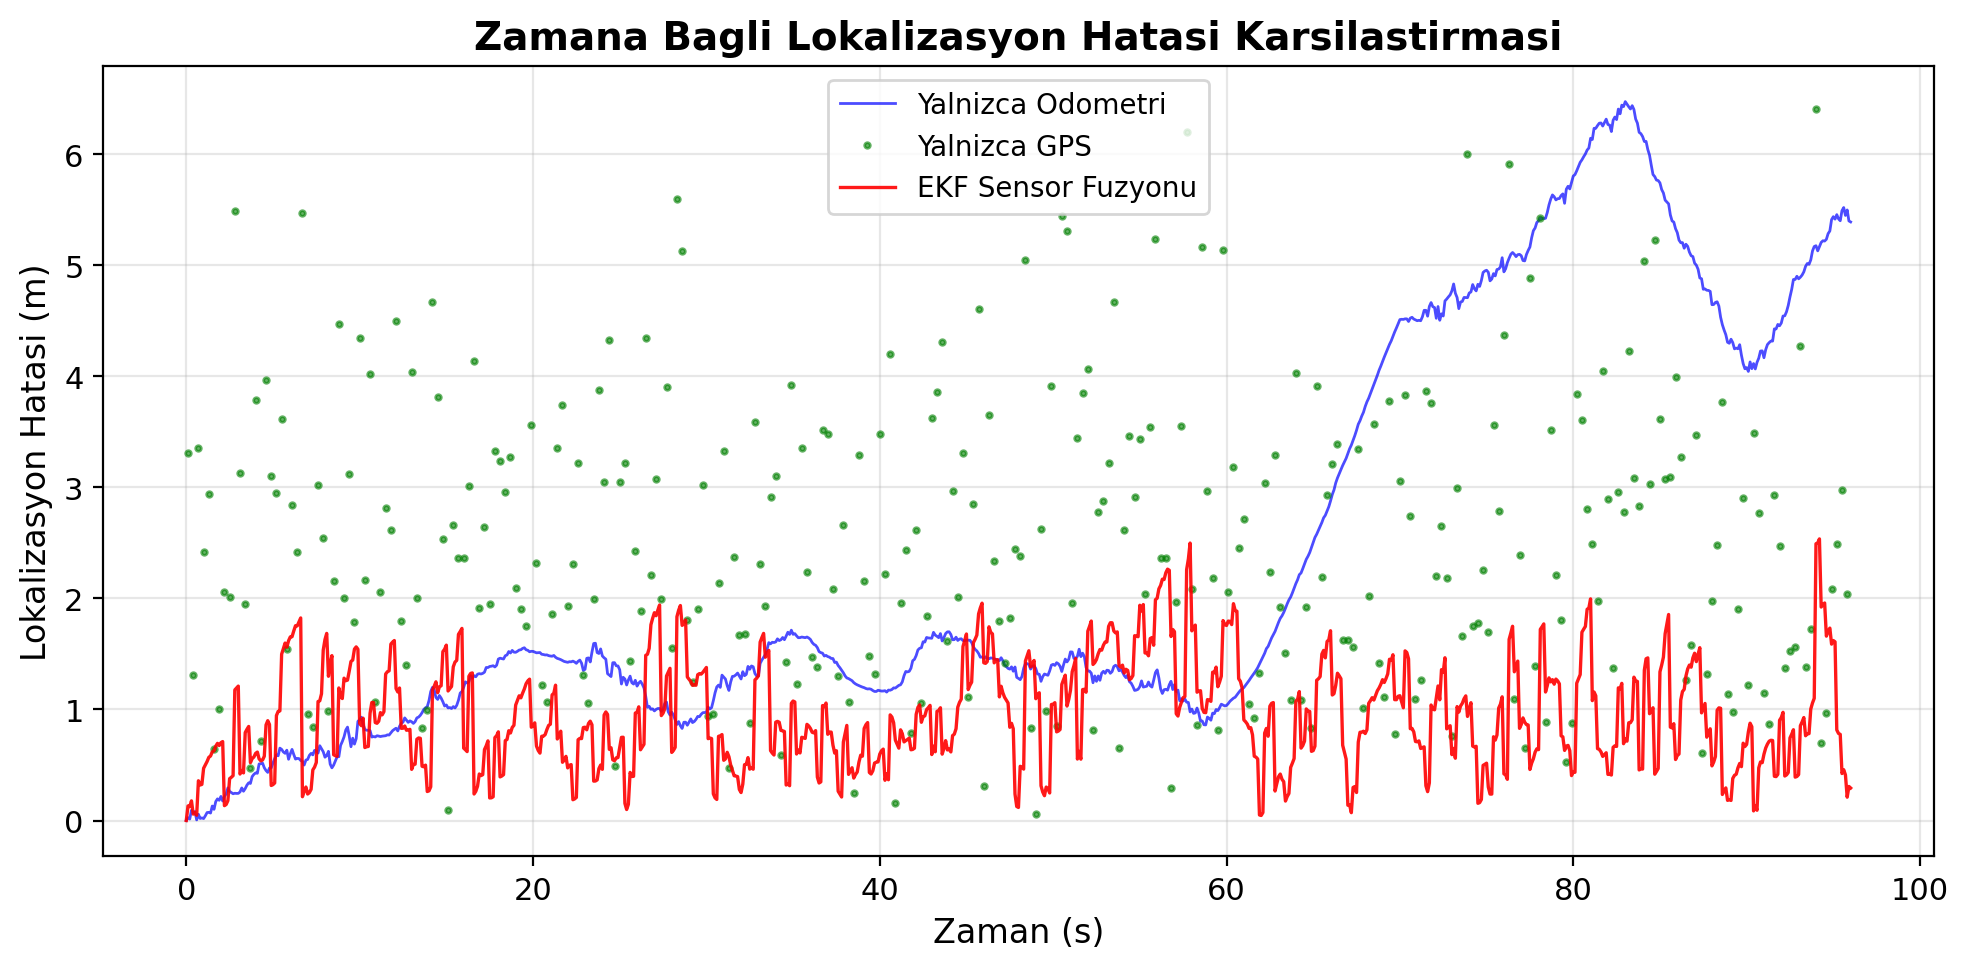 Zamana Bagli Lokalizasyon Hatasi Karsilastirmasi
Yalnizca Odometri
Yalnizca GPS
EKF Sensor Fuzyonu
Lokalizasyon Hatasi (m)
6
5
4
3
2
1
0
0 20 40 60 80 100
Zaman (s)